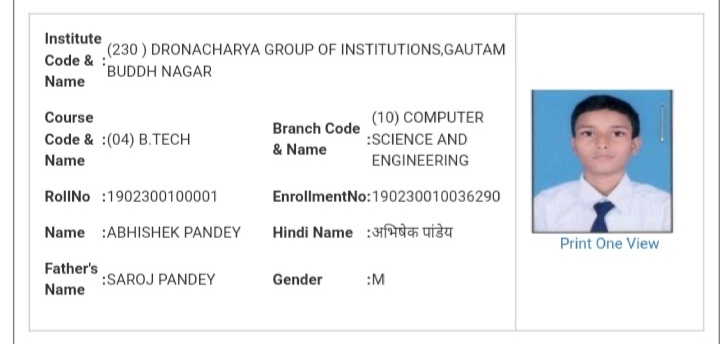 Institute Code & Name : (230 ) DRONACHARYA GROUP OF INSTITUTIONS,GAUTAM BUDDH NAGAR
Course Code & Name :(04) B.TECH
Branch Code & Name :(10) COMPUTER SCIENCE AND ENGINEERING
RollNo :1902300100001
EnrollmentNo:190230010036290
Name :ABHISHEK PANDEY
Hindi Name :अभिषेक पांडेय
Father's Name :SAROJ PANDEY
Gender :M
Print One View